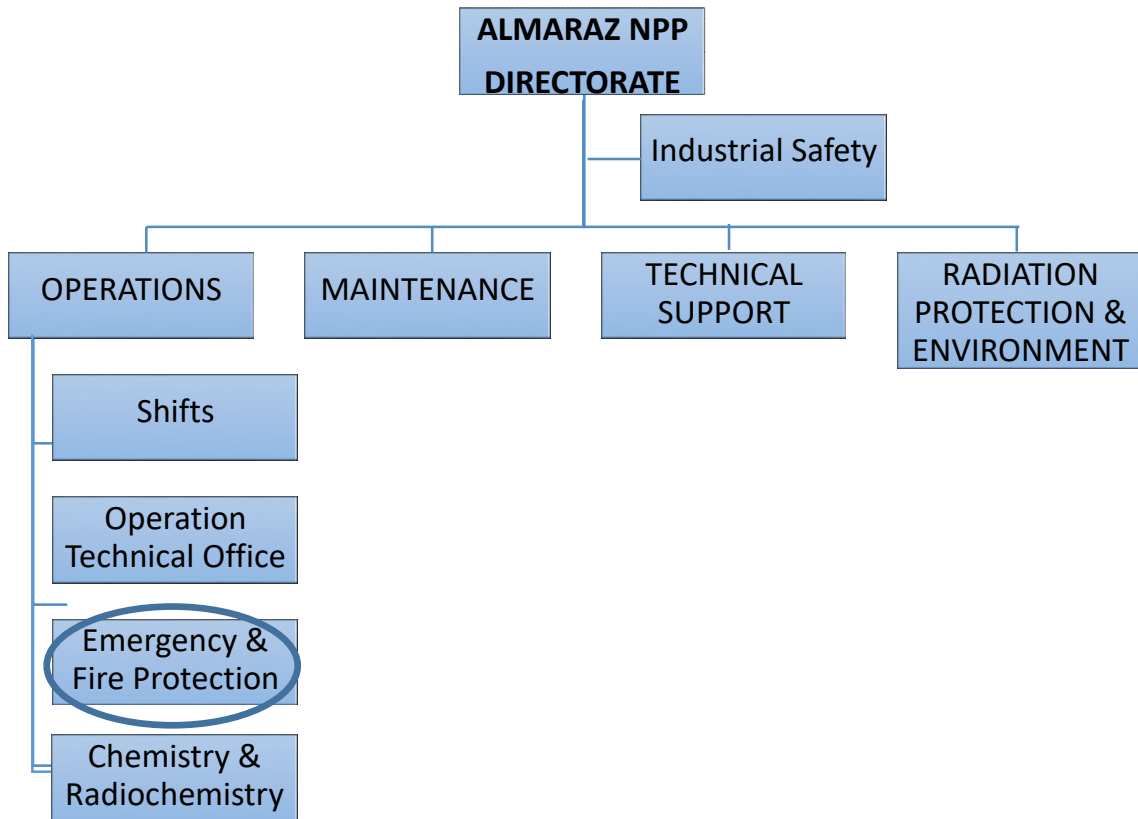 ALMARAZ NPP
DIRECTORATE
Industrial Safety
OPERATIONS
MAINTENANCE
TECHNICAL
SUPPORT
RADIATION
PROTECTION &
ENVIRONMENT
Shifts
Operation
Technical Office
Emergency &
Fire Protection
Chemistry &
Radiochemistry